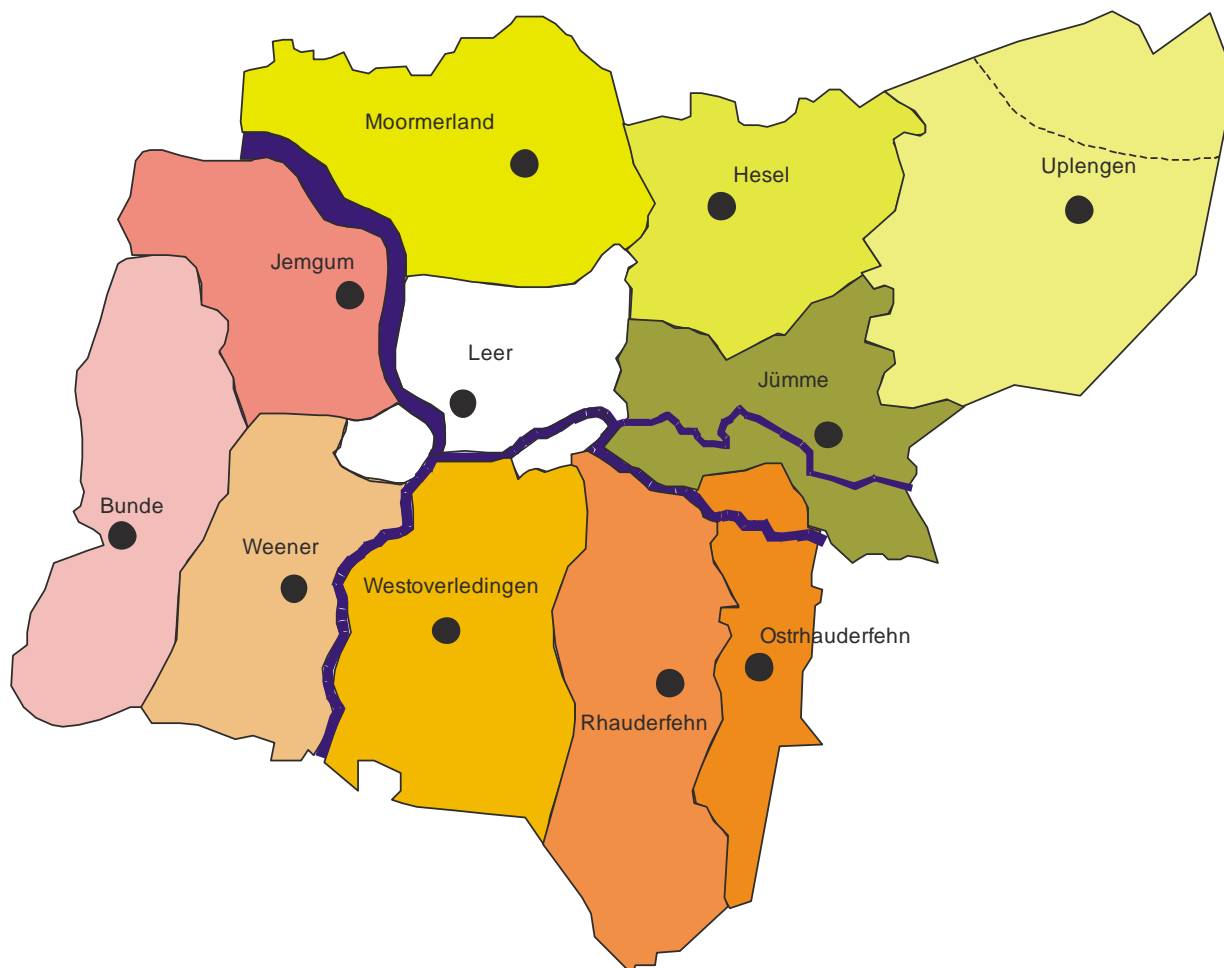 Moormerland
Hesel
Uplengen
Jemgum
Leer
Jümme
Bunde
Weener
Westoverledingen
Ostrhauderfehn
Rhauderfehn